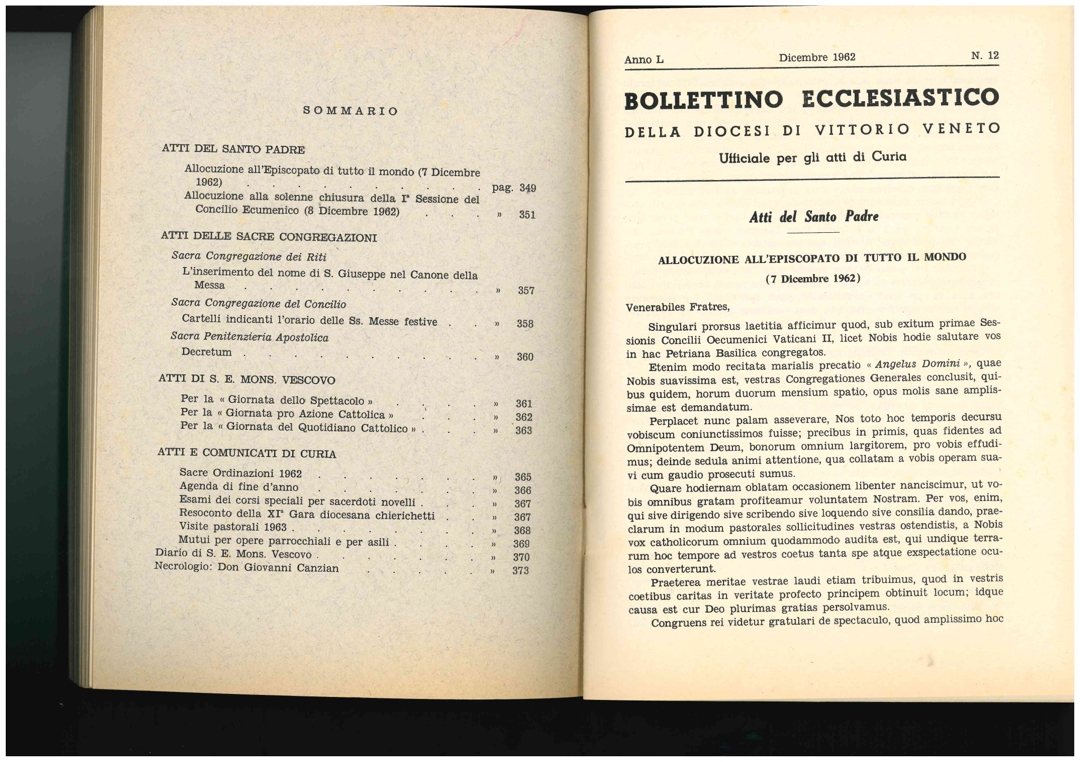 SOMMARIO
ATTI DEL SANTO PADRE
Allocuzione all'Episcopato di tutto il mondo (7 Dicembre
1962) . . . . . . . . . . pag. 349
Allocuzione alla solenne chiusura della Iª Sessione del
Concilio Ecumenico (8 Dicembre 1962) . . . » 351
ATTI DELLE SACRE CONGREGAZIONI
Sacra Congregazione dei Riti
L'inserimento del nome di S. Giuseppe nel Canone della
Messa . . . . . . . . . . » 357
Sacra Congregazione del Concilio
Cartelli indicanti l'orario delle Ss. Messe festive . . » 358
Sacra Penitenzieria Apostolica
Decretum . . . . . . . . . » 360
ATTI DI S. E. MONS. VESCOVO
Per la « Giornata dello Spettacolo » . . . . » 361
Per la « Giornata pro Azione Cattolica » . . . . » 362
Per la « Giornata del Quotidiano Cattolico » . . . » 363
ATTI E COMUNICATI DI CURIA
Sacre Ordinazioni 1962 . . . . . . . » 365
Agenda di fine d'anno . . . . . . . » 366
Esami dei corsi speciali per sacerdoti novelli . . . » 367
Resoconto della XIª Gara diocesana chierichetti . . » 367
Visite pastorali 1963 . . . . . . . . » 368
Mutui per opere parrocchiali e per asili . . . . » 369
Diario di S. E. Mons. Vescovo . . . . . . » 370
Necrologio: Don Giovanni Canzian . . . . . » 373
Anno L Dicembre 1962 N. 12
BOLLETTINO ECCLESIASTICO
DELLA DIOCESI DI VITTORIO VENETO
Ufficiale per gli atti di Curia
Atti del Santo Padre
ALLOCUZIONE ALL'EPISCOPATO DI TUTTO IL MONDO
(7 Dicembre 1962)
Venerabiles Fratres,
Singulari prorsus laetitia afficimur quod, sub exitum primae Ses-
sionis Concilii Oecumenici Vaticani II, licet Nobis hodie salutare vos
in hac Petriana Basilica congregatos.
Etenim modo recitata marialis precatio « Angelus Domini », quae
Nobis suavissima est, vestras Congregationes Generales conclusit, qui-
bus quidem, horum duorum mensium spatio, opus molis sane amplis-
simae est demandatum.
Perplacet nunc palam asseverare, Nos toto hoc temporis decursu
vobiscum coniunctissimos fuisse; precibus in primis, quas fidentes ad
Omnipotentem Deum, bonorum omnium largitorem, pro vobis effudi-
mus; deinde sedula animi attentione, qua collatam a vobis operam sua-
vi cum gaudio prosecuti sumus.
Quare hodiernam oblatam occasionem libenter nanciscimur, ut vo-
bis omnibus gratam profiteamur voluntatem Nostram. Per vos, enim,
qui sive dirigendo sive scribendo sive loquendo sive consilia dando, prae-
clarum in modum pastorales sollicitudines vestras ostendistis, a Nobis
vox catholicorum omnium quodammodo audita est, qui undique terra-
rum hoc tempore ad vestros coetus tanta spe atque exspectatione ocu-
los converterunt.
Praeterea meritae vestrae laudi etiam tribuimus, quod in vestris
coetibus caritas in veritate profecto principem obtinuit locum; idque
causa est cur Deo plurimas gratias persolvamus.
Congruens rei videtur gratulari de spectaculo, quod amplissimo hoc